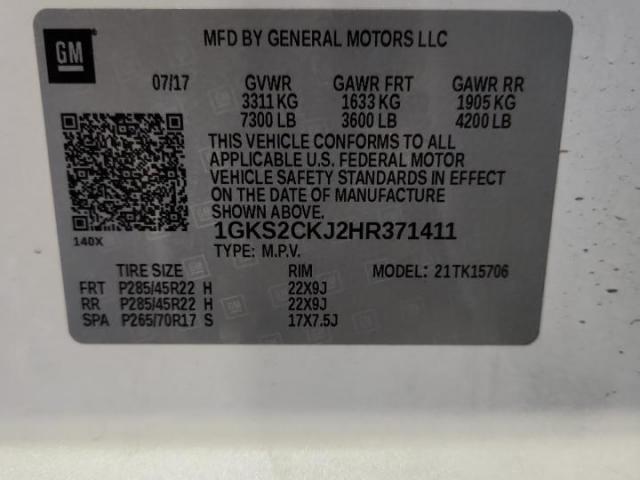 GM
MFD BY GENERAL MOTORS LLC
07/17 GVWR GAWR FRT GAWR RR
3311 KG 1633 KG 1905 KG
7300 LB 3600 LB 4200 LB
THIS VEHICLE CONFORMS TO ALL
APPLICABLE U.S. FEDERAL MOTOR
VEHICLE SAFETY STANDARDS IN EFFECT
ON THE DATE OF MANUFACTURE
SHOWN ABOVE.
140X
1GKS2CKJ2HR371411
TYPE: M.P.V.
TIRE SIZE RIM MODEL: 21TK15706
FRT P285/45R22 H 22X9J
RR P285/45R22 H 22X9J
SPA P265/70R17 S 17X7.5J